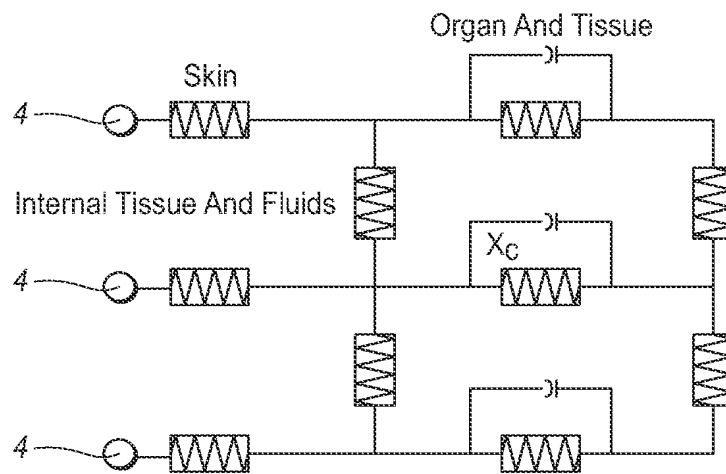 Organ And Tissue
Skin
4
Internal Tissue And Fluids
X_C
4
4